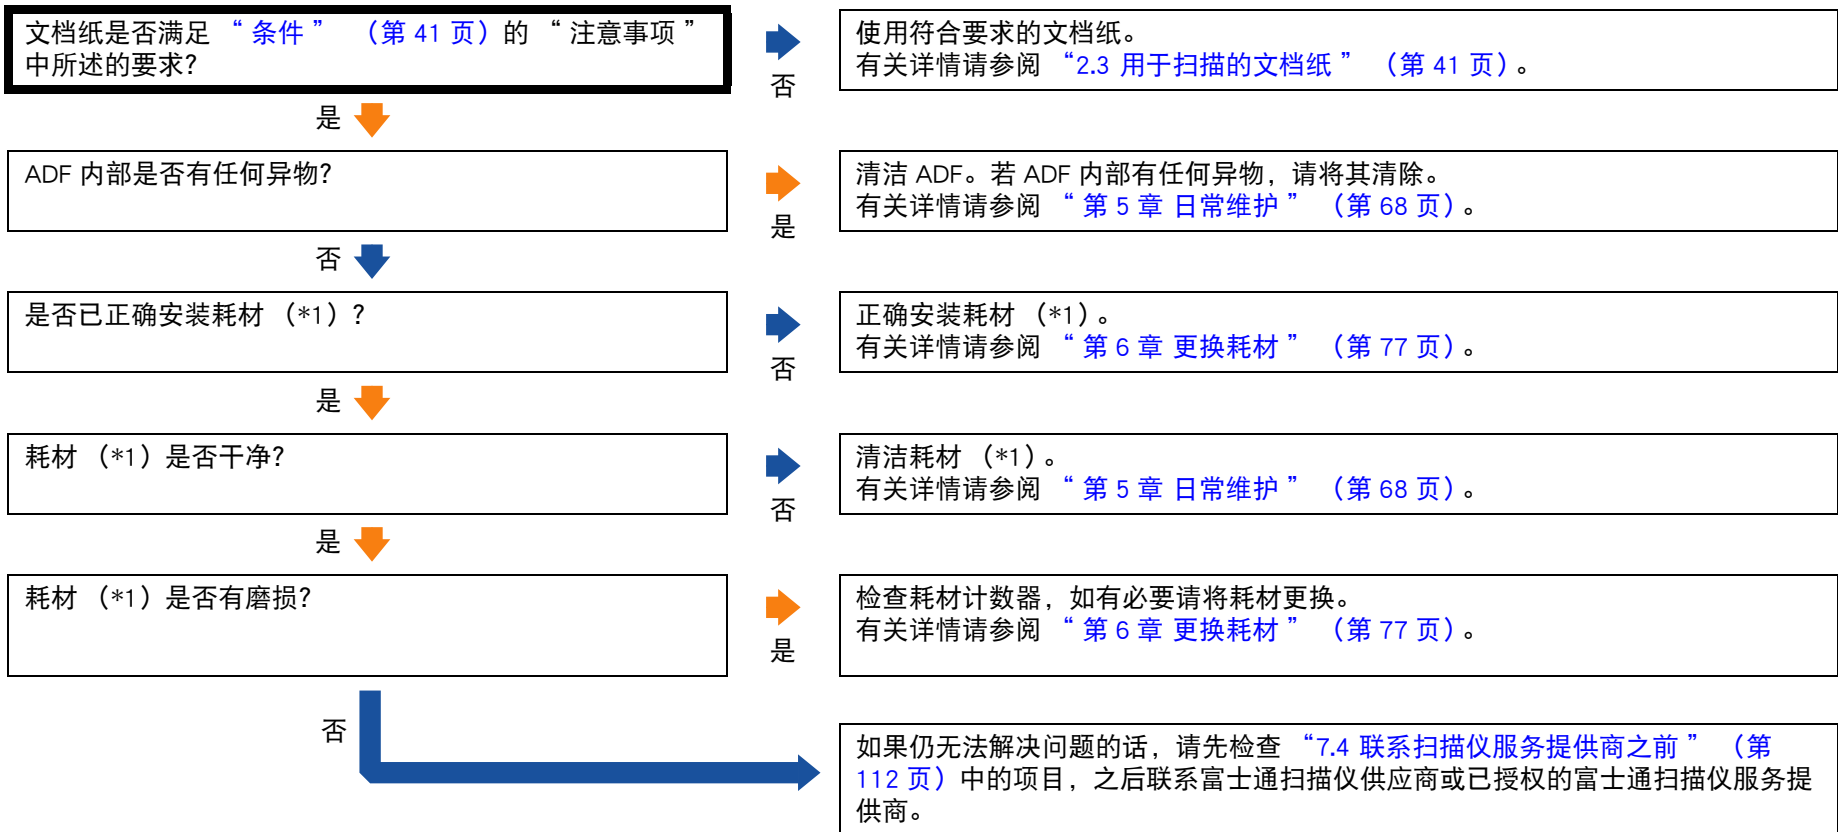 文档纸是否满足 “ 条件 ” （第 41 页）的 “ 注意事项 ”
中所述的要求？
否
使用符合要求的文档纸。
有关详情请参阅 “2.3 用于扫描的文档纸 ” （第 41 页）。
是
ADF 内部是否有任何异物？
是
清洁 ADF。若 ADF 内部有任何异物，请将其清除。
有关详情请参阅 “ 第 5 章 日常维护 ” （第 68 页）。
否
是否已正确安装耗材 （*1）？
否
正确安装耗材 （*1）。
有关详情请参阅 “ 第 6 章 更换耗材 ” （第 77 页）。
是
耗材 （*1）是否干净？
否
清洁耗材 （*1）。
有关详情请参阅 “ 第 5 章 日常维护 ” （第 68 页）。
是
耗材 （*1）是否有磨损？
是
检查耗材计数器，如有必要请将耗材更换。
有关详情请参阅 “ 第 6 章 更换耗材 ” （第 77 页）。
否
如果仍无法解决问题的话，请先检查 “7.4 联系扫描仪服务提供商之前 ” （第
112 页）中的项目，之后联系富士通扫描仪供应商或已授权的富士通扫描仪服务提
供商。